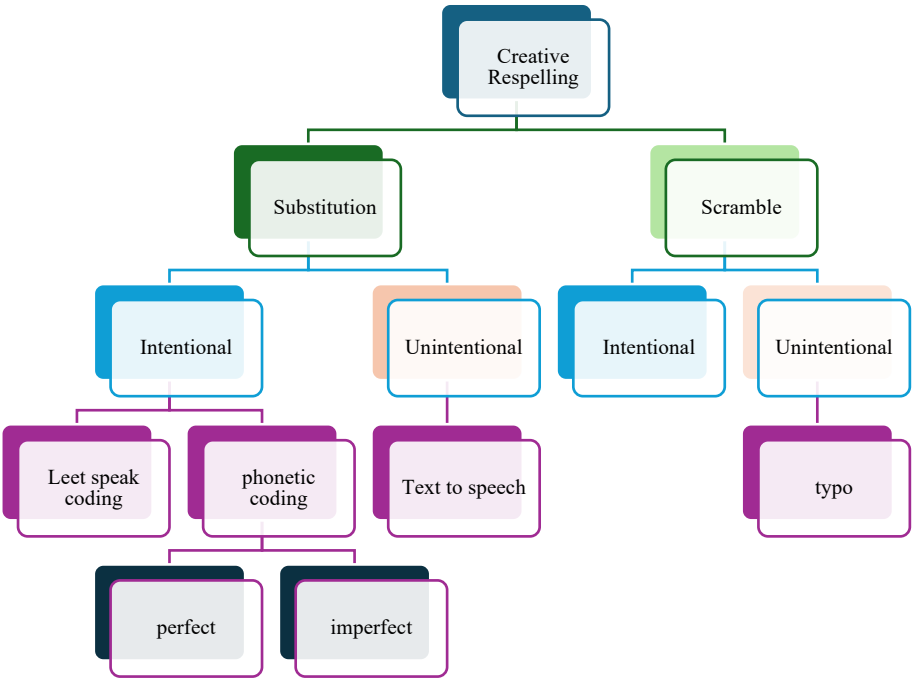 Creative
Respelling
Substitution
Scramble
Intentional
Unintentional
Intentional
Unintentional
Leet speak
coding
phonetic
coding
Text to speech
typo
perfect
imperfect